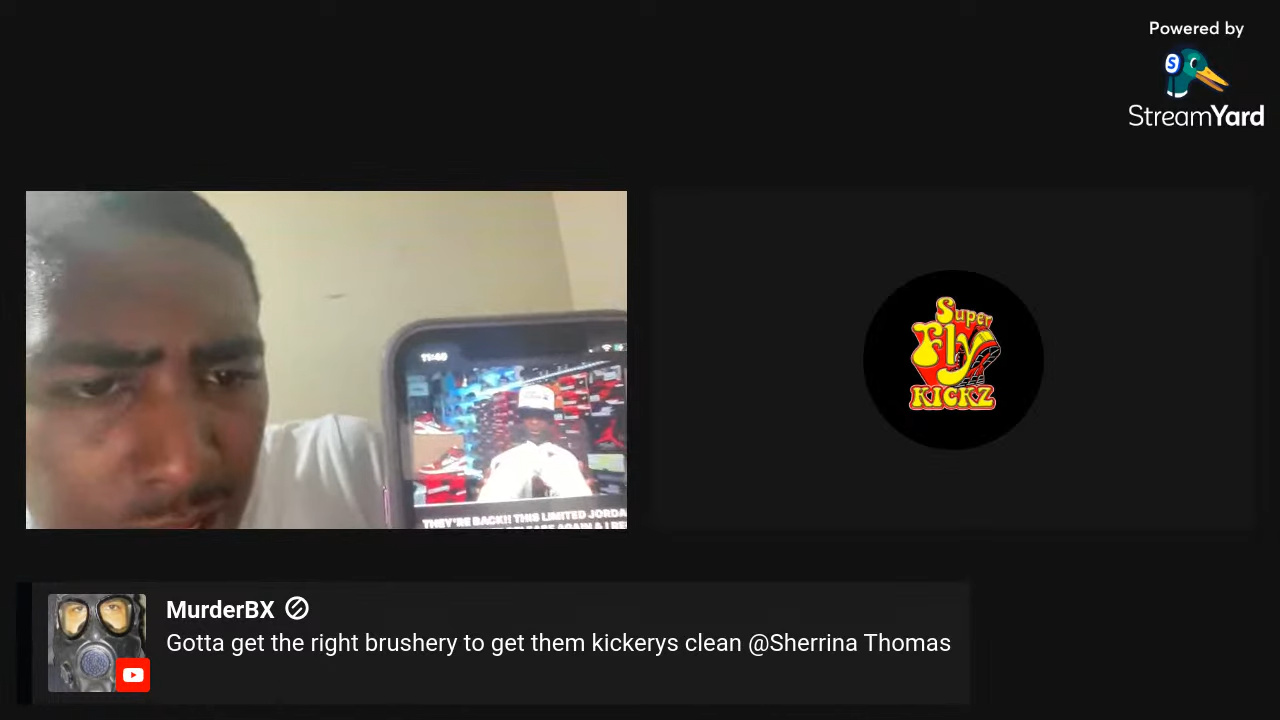 Powered by
S
StreamYard
11:40
THEY'RE BACK!! THIS LIMITED JORDA
AGAIN & I
Super
Fly
KICKZ
MurderBX
Gotta get the right brushery to get them kickerys clean @Sherrina Thomas